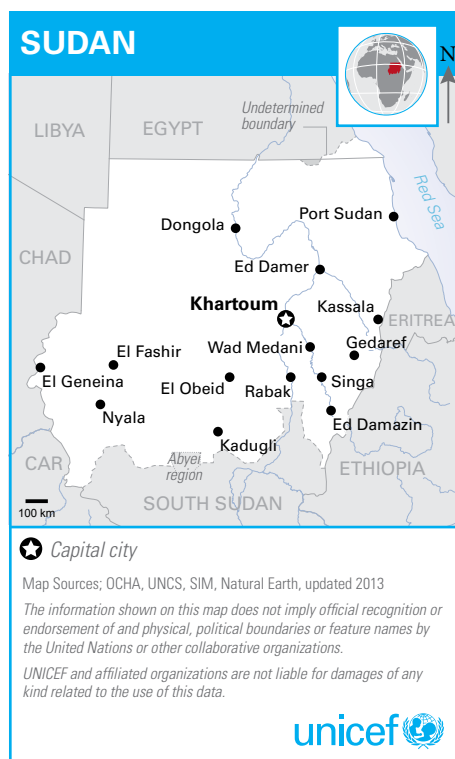 SUDAN
N
Undetermined
boundary
LIBYA
EGYPT
Red Sea
Dongola
Port Sudan
CHAD
Ed Damer
Khartoum
Kassala
ERITREA
Wad Medani
Gedaref
El Fashir
El Geneina
El Obeid
Rabak
Singa
Nyala
Ed Damazin
Kadugli
CAR
Abyei
region
ETHIOPIA
SOUTH SUDAN
100 km
Capital city
Map Sources; OCHA, UNCS, SIM, Natural Earth, updated 2013
The information shown on this map does not imply official recognition or
endorsement of and physical, political boundaries or feature names by
the United Nations or other collaborative organizations.
UNICEF and affiliated organizations are not liable for damages of any
kind related to the use of this data.
unicef